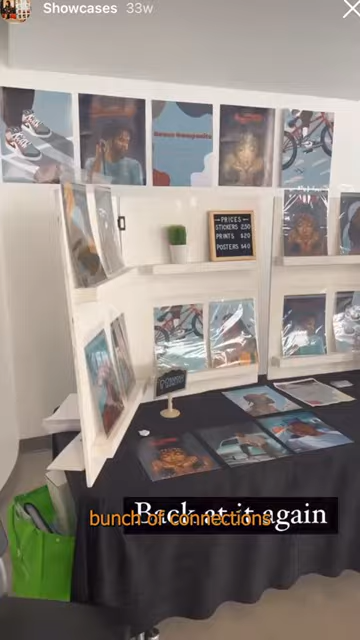 Showcases 33w
PRICES
STICKERS 2.50
PRINTS $20
POSTERS $40
Back at it again
bunch of connections